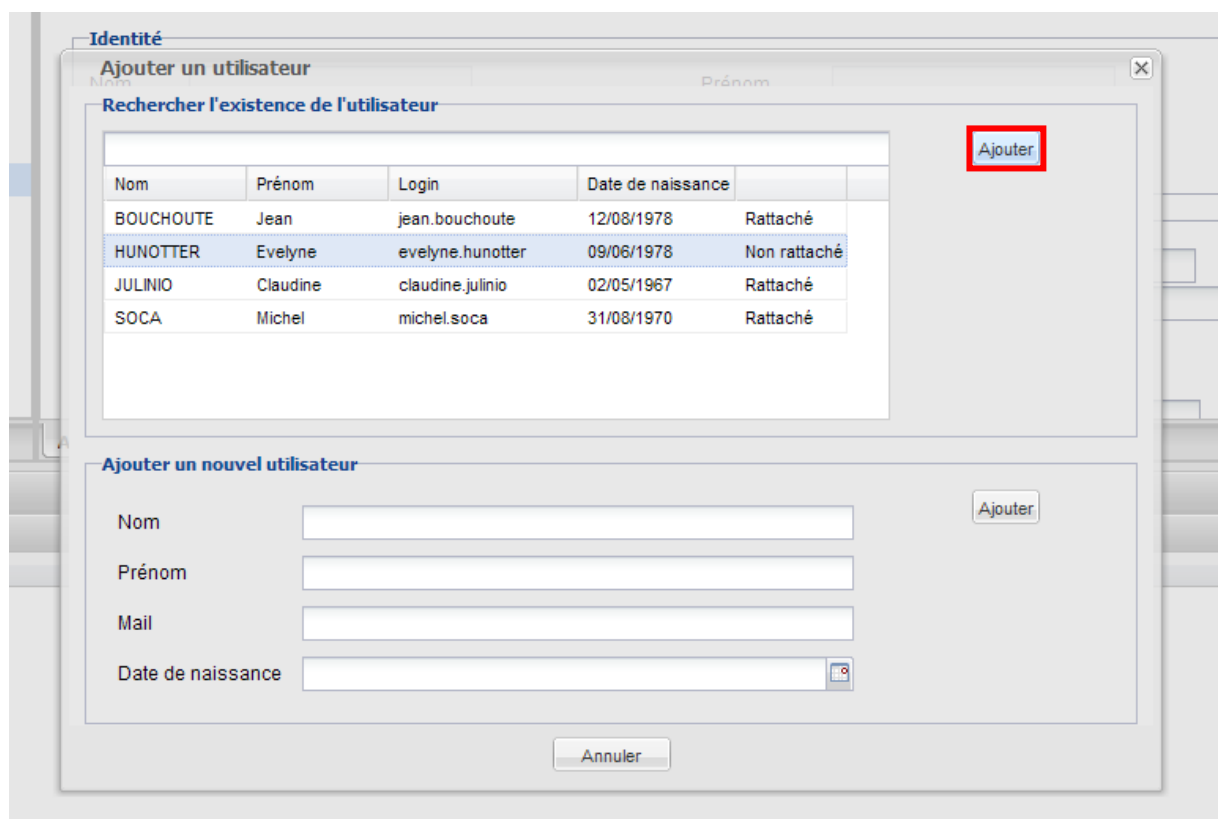 Identité
Ajouter un utilisateur
Nom Prénom
Rechercher l'existence de l'utilisateur
Ajouter
Nom Prénom Login Date de naissance
BOUCHOUTE Jean jean.bouchoute 12/08/1978 Rattaché
HUNOTTER Evelyne evelyne.hunotter 09/06/1978 Non rattaché
JULINIO Claudine claudine.julinio 02/05/1967 Rattaché
SOCA Michel michel.soca 31/08/1970 Rattaché
Ajouter un nouvel utilisateur
Ajouter
Nom
Prénom
Mail
Date de naissance
Annuler